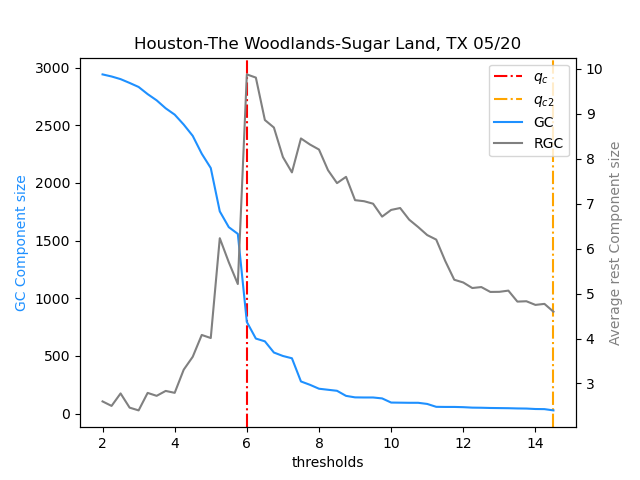 Houston-The Woodlands-Sugar Land, TX 05/20
GC Component size
3000
2500
2000
1500
1000
500
0
2 4 6 8 10 12 14
thresholds
10
9
8
7
6
5
4
3
Average rest Component size
q_c
q_{c2}
GC
RGC